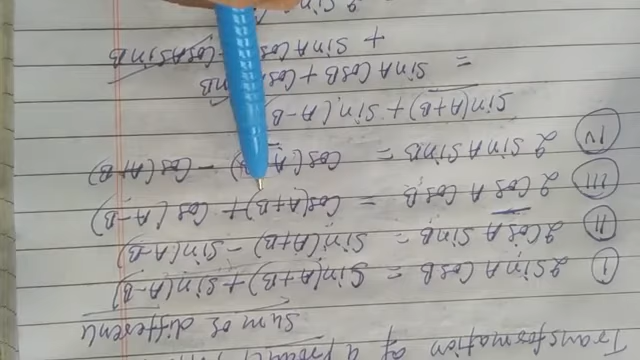 Transformation of a product
sum or difference
I 2 sin A cos B = sin(A+B) + sin(A-B)
II 2 cos A sin B = sin(A+B) - sin(A-B)
III 2 cos A cos B = cos(A+B) + cos(A-B)
IV 2 sin A sin B = cos(A-B) - cos(A+B)
sin(A+B) + sin(A-B
= sin A cos B + cos
+ sin A cos cos A sin B
2 sin